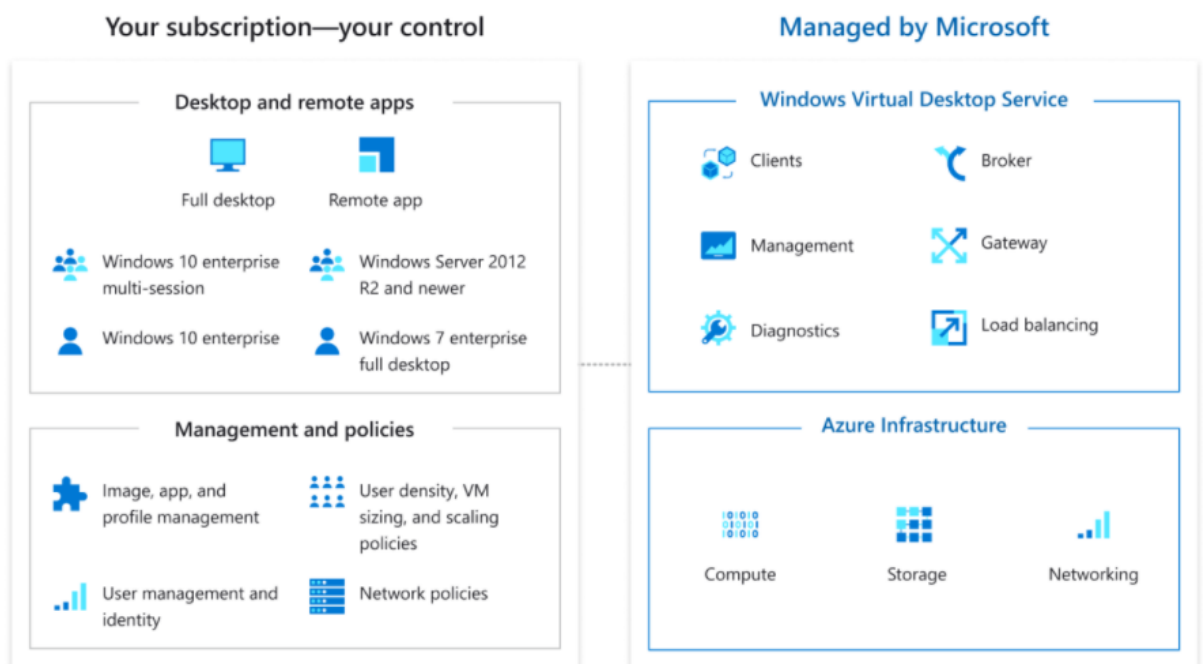 Your subscription—your control
Desktop and remote apps
Full desktop
Remote app
Windows 10 enterprise
multi-session
Windows Server 2012
R2 and newer
Windows 10 enterprise
Windows 7 enterprise
full desktop
Management and policies
Image, app, and
profile management
User density, VM
sizing, and scaling
policies
User management and
identity
Network policies
Managed by Microsoft
Windows Virtual Desktop Service
Clients
Broker
Management
Gateway
Diagnostics
Load balancing
Azure Infrastructure
01010
01010
10101
Compute
Storage
Networking